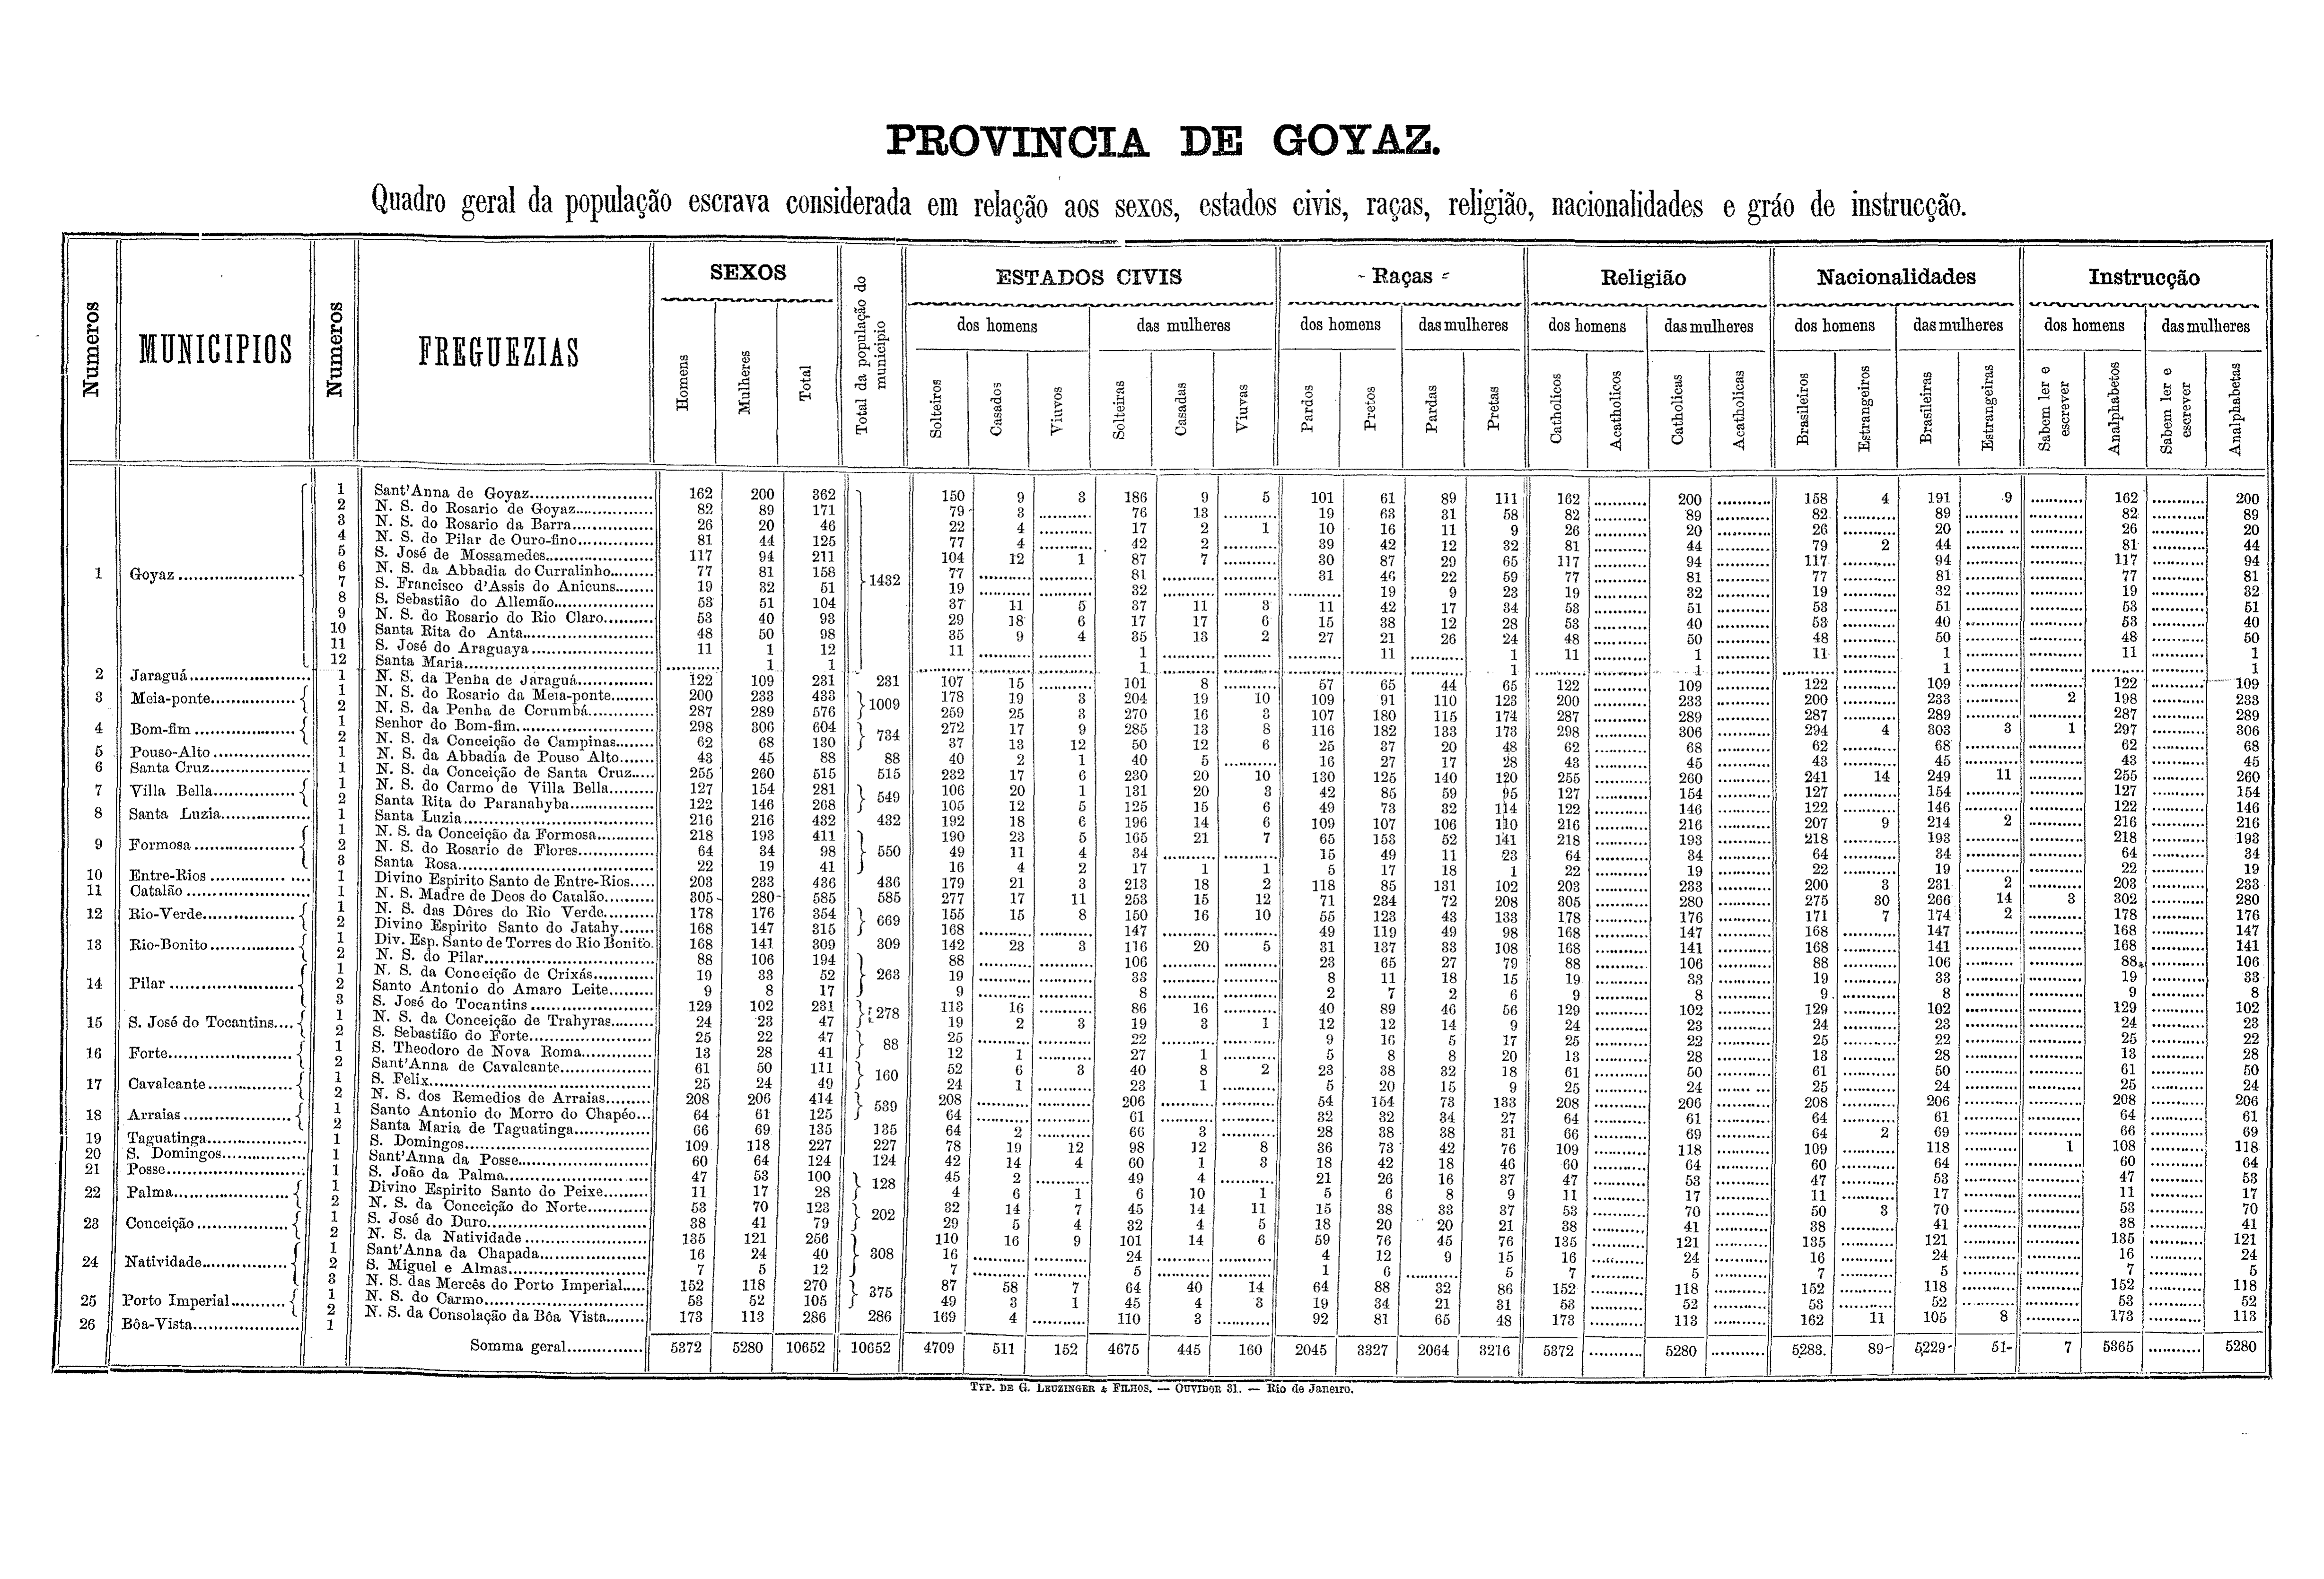 PROVINCIA DE GOYAZ.
Quadro geral da população escrava considerada em relação aos sexos, estados civis, raças, religião, nacionalidades e gráo de instrucção.
Numeros MUNICIPIOS Numeros FREGUEZIAS SEXOS Total da população do municipio ESTADOS CIVIS Raças Religião Nacionalidades Instrucção
dos homens das mulheres dos homens das mulheres dos homens das mulheres dos homens das mulheres dos homens das mulheres
Homens Mulheres Total Solteiros Casados Viuvos Solteiras Casadas Viuvas Pardos Pretos Pardas Pretas Catholicos Acatholicos Catholicas Acatholicas Brasileiros Estrangeiros Brasileiras Estrangeiras Sabem ler e escrever Analphabetos Sabem ler e escrever Analphabetas
1 Goyaz 1 Sant'Anna de Goyaz 162 200 362 1432 150 9 3 186 9 5 101 61 89 111 162 ... 200 ... 158 4 191 9 ... 162 ... 200
2 N. S. do Rosario de Goyaz 82 89 171 79 3 ... 76 13 ... 19 63 31 58 82 ... 89 ... 82 ... 89 ... ... 82 ... 89
3 N. S. do Rosario da Barra 26 20 46 22 4 ... 17 2 1 10 16 11 9 26 ... 20 ... 26 ... 20 ... ... 26 ... 20
4 N. S. do Pilar de Ouro-fino 81 44 125 77 4 ... 42 2 ... 39 42 12 32 81 ... 44 ... 79 2 44 ... ... 81 ... 44
5 S. José de Mossamedes 117 94 211 104 12 1 87 7 ... 30 87 29 65 117 ... 94 ... 117 ... 94 ... ... 117 ... 94
6 N. S. da Abbadia do Curralinho 77 81 158 77 ... ... 81 ... ... 31 46 22 59 77 ... 81 ... 77 ... 81 ... ... 77 ... 81
7 S. Francisco d'Assis do Anicuns 19 32 51 19 ... ... 32 ... ... ... 19 9 23 19 ... 32 ... 19 ... 32 ... ... 19 ... 32
8 S. Sebastião do Allemão 53 51 104 37 11 5 37 11 3 11 42 17 34 53 ... 51 ... 53 ... 51 ... ... 53 ... 51
9 N. S. do Rosario do Rio Claro 53 40 93 29 18 6 17 17 6 15 38 12 28 53 ... 40 ... 53 ... 40 ... ... 53 ... 40
10 Santa Rita do Anta 48 50 98 35 9 4 35 13 2 27 21 26 24 48 ... 50 ... 48 ... 50 ... ... 48 ... 50
11 S. José do Araguaya 11 1 12 11 ... ... 1 ... ... ... 11 ... 1 11 ... 1 ... 11 ... 1 ... ... 11 ... 1
12 Santa Maria ... 1 1 ... ... ... 1 ... ... ... ... ... 1 ... ... 1 ... ... ... 1 ... ... ... ... 1
2 Jaraguá 1 N. S. da Penha de Jaraguá 122 109 231 231 107 15 ... 101 8 ... 57 65 44 65 122 ... 109 ... 122 ... 109 ... ... 122 ... 109
3 Meia-ponte 1 N. S. do Rosario da Meia-ponte 200 233 433 1009 178 19 3 204 19 10 109 91 110 123 200 ... 233 ... 200 ... 233 ... 2 198 ... 233
2 N. S. da Penha de Corumbá 287 289 576 259 25 3 270 16 3 107 180 115 174 287 ... 289 ... 287 ... 289 ... ... 287 ... 289
4 Bom-fim 1 Senhor do Bom-fim 298 306 604 734 272 17 9 285 13 8 116 182 133 173 298 ... 306 ... 294 4 303 3 1 297 ... 306
2 N. S. da Conceição de Campinas 62 68 130 37 13 12 50 12 6 25 37 20 48 62 ... 68 ... 62 ... 68 ... ... 62 ... 68
5 Pouso-Alto 1 N. S. da Abbadia de Pouso Alto 43 45 88 88 40 2 1 40 5 ... 16 27 17 28 43 ... 45 ... 43 ... 45 ... ... 43 ... 45
6 Santa Cruz 1 N. S. da Conceição de Santa Cruz 255 260 515 515 232 17 6 230 20 10 130 125 140 120 255 ... 260 ... 241 14 249 11 ... 255 ... 260
7 Villa Bella 1 N. S. do Carmo de Villa Bella 127 154 281 549 106 20 1 131 20 3 42 85 59 95 127 ... 154 ... 127 ... 154 ... ... 127 ... 154
2 Santa Rita do Paranahyba 122 146 268 105 12 5 125 15 6 49 73 32 114 122 ... 146 ... 122 ... 146 ... ... 122 ... 146
8 Santa Luzia 1 Santa Luzia 216 216 432 432 192 18 6 196 14 6 109 107 106 110 216 ... 216 ... 207 9 214 2 ... 216 ... 216
9 Formosa 1 N. S. da Conceição da Formosa 218 193 411 550 190 23 5 165 21 7 65 153 52 141 218 ... 193 ... 218 ... 193 ... ... 218 ... 193
2 N. S. do Rosario de Flores 64 34 98 49 11 4 34 ... ... 15 49 11 23 64 ... 34 ... 64 ... 34 ... ... 64 ... 34
3 Santa Rosa 22 19 41 16 4 2 17 1 1 5 17 18 1 22 ... 19 ... 22 ... 19 ... ... 22 ... 19
10 Entre-Rios 1 Divino Espirito Santo de Entre-Rios 203 233 436 436 179 21 3 213 18 2 118 85 131 102 203 ... 233 ... 200 3 231 2 ... 203 ... 233
11 Catalão 1 N. S. Madre de Deos do Catalão 305 280 585 585 277 17 11 253 15 12 71 234 72 208 305 ... 280 ... 275 30 266 14 3 302 ... 280
12 Rio-Verde 1 N. S. das Dôres do Rio Verde 178 176 354 669 155 15 8 150 16 10 55 123 43 133 178 ... 176 ... 171 7 174 2 ... 178 ... 176
2 Divino Espirito Santo do Jatahy 168 147 315 168 ... ... 147 ... ... 49 119 49 98 168 ... 147 ... 168 ... 147 ... ... 168 ... 147
13 Rio-Bonito 1 Div. Esp. Santo de Torres do Rio Bonito. 168 141 309 309 142 23 3 116 20 5 31 137 33 108 168 ... 141 ... 168 ... 141 ... ... 168 ... 141
2 N. S. do Pilar 88 106 194 88 ... ... 106 ... ... 23 65 27 79 88 ... 106 ... 88 ... 106 ... ... 88 ... 106
14 Pilar 1 N. S. da Conceição de Crixás 19 33 52 263 19 ... ... 33 ... ... 8 11 18 15 19 ... 33 ... 19 ... 33 ... ... 19 ... 33
2 Santo Antonio do Amaro Leite 9 8 17 9 ... ... 8 ... ... 2 7 2 6 9 ... 8 ... 9 ... 8 ... ... 9 ... 8
3 S. José do Tocantins 129 102 231 278 113 16 ... 86 16 ... 40 89 46 56 129 ... 102 ... 129 ... 102 ... ... 129 ... 102
15 S. José do Tocantins 1 N. S. da Conceição de Trahyras 24 23 47 19 2 3 19 3 1 12 12 14 9 24 ... 23 ... 24 ... 23 ... ... 24 ... 23
2 S. Sebastião do Forte 25 22 47 88 25 ... ... 22 ... ... 9 16 5 17 25 ... 22 ... 25 ... 22 ... ... 25 ... 22
16 Forte 1 S. Theodoro de Nova Roma 13 28 41 12 1 ... 27 1 ... 5 8 8 20 13 ... 28 ... 13 ... 28 ... ... 13 ... 28
2 Sant'Anna de Cavalcante 61 50 111 160 52 6 3 40 8 2 23 38 32 18 61 ... 50 ... 61 ... 50 ... ... 61 ... 50
17 Cavalcante 1 S. Felix 25 24 49 24 1 ... 23 1 ... 5 20 15 9 25 ... 24 ... 25 ... 24 ... ... 25 ... 24
2 N. S. dos Remedios de Arraias 208 206 414 539 208 ... ... 206 ... ... 54 154 73 133 208 ... 206 ... 208 ... 206 ... ... 208 ... 206
18 Arraias 1 Santo Antonio do Morro do Chapéo 64 61 125 64 ... ... 61 ... ... 32 32 34 27 64 ... 61 ... 64 ... 61 ... ... 64 ... 61
2 Santa Maria de Taguatinga 66 69 135 135 64 2 ... 66 3 ... 28 38 38 31 66 ... 69 ... 64 2 69 ... ... 66 ... 69
19 Taguatinga 1 S. Domingos 109 118 227 227 78 19 12 98 12 8 36 73 42 76 109 ... 118 ... 109 ... 118 ... 1 108 ... 118
20 S. Domingos 1 Sant'Anna da Posse 60 64 124 124 42 14 4 60 1 3 18 42 18 46 60 ... 64 ... 60 ... 64 ... ... 60 ... 64
21 Posse 1 S. João da Palma 47 53 100 128 45 2 ... 49 4 ... 21 26 16 37 47 ... 53 ... 47 ... 53 ... ... 47 ... 53
22 Palma 1 Divino Espirito Santo do Peixe 11 17 28 4 6 1 6 10 1 5 6 8 9 11 ... 17 ... 11 ... 17 ... ... 11 ... 17
2 N. S. da Conceição do Norte 53 70 123 202 32 14 7 45 14 11 15 38 33 37 53 ... 70 ... 50 3 70 ... ... 53 ... 70
23 Conceição 1 S. José do Duro 38 41 79 29 5 4 32 4 5 18 20 20 21 38 ... 41 ... 38 ... 41 ... ... 38 ... 41
2 N. S. da Natividade 135 121 256 308 110 16 9 101 14 6 59 76 45 76 135 ... 121 ... 135 ... 121 ... ... 135 ... 121
24 Natividade 1 Sant'Anna da Chapada 16 24 40 16 ... ... 24 ... ... 4 12 9 15 16 ... 24 ... 16 ... 24 ... ... 16 ... 24
2 S. Miguel e Almas 7 5 12 7 ... ... 5 ... ... 1 6 ... 5 7 ... 5 ... 7 ... 5 ... ... 7 ... 5
3 N. S. das Mercês do Porto Imperial 152 118 270 375 87 58 7 64 40 14 64 88 32 86 152 ... 118 ... 152 ... 118 ... ... 152 ... 118
25 Porto Imperial 1 N. S. do Carmo 53 52 105 49 3 1 45 4 3 19 34 21 31 53 ... 52 ... 53 ... 52 ... ... 53 ... 52
2 N. S. da Consolação da Bôa Vista 173 113 286 286 169 4 ... 110 3 ... 92 81 65 48 173 ... 113 ... 162 11 105 8 ... 173 ... 113
26 Bôa-Vista 1
Somma geral 5372 5280 10652 10652 4709 511 152 4675 445 160 2045 3327 2064 3216 5372 ... 5280 ... 5283 89 5229 51 7 5365 ... 5280
TYP. DE G. LEUZINGER & FILHOS. — OUVIDOR 31. — Rio de Janeiro.